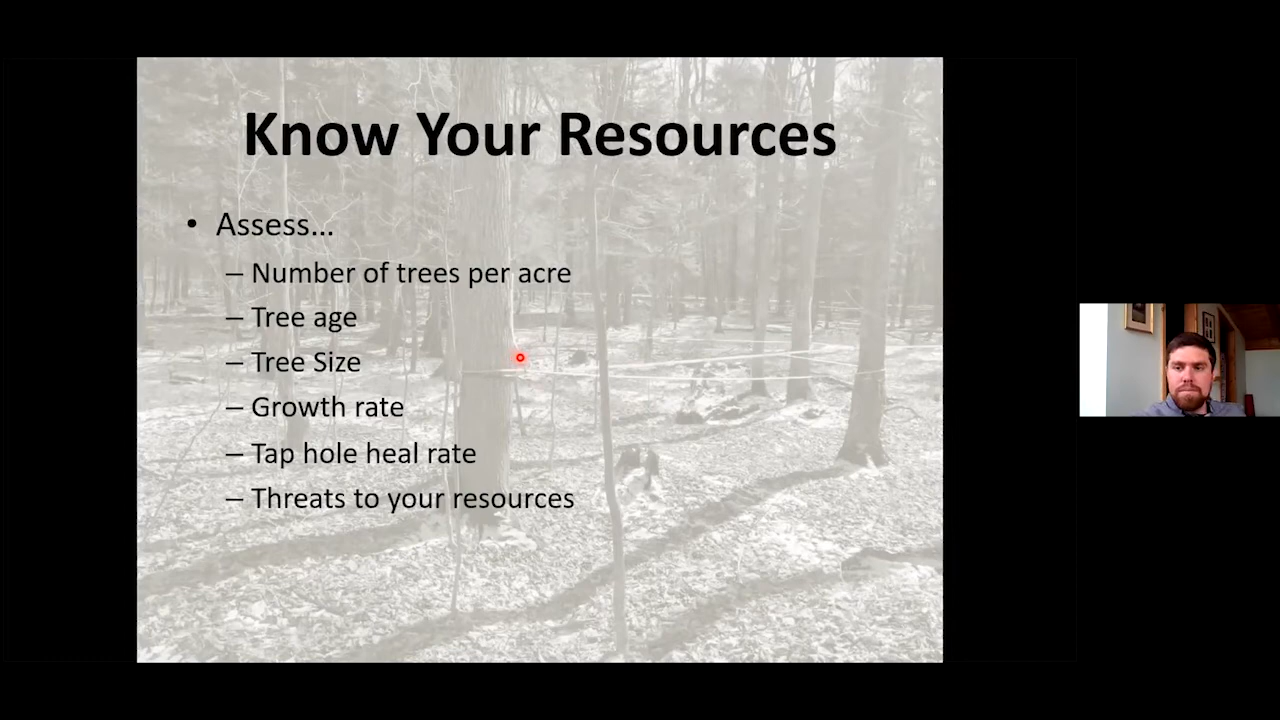 Know Your Resources
• Assess…
– Number of trees per acre
– Tree age
– Tree Size
– Growth rate
– Tap hole heal rate
– Threats to your resources